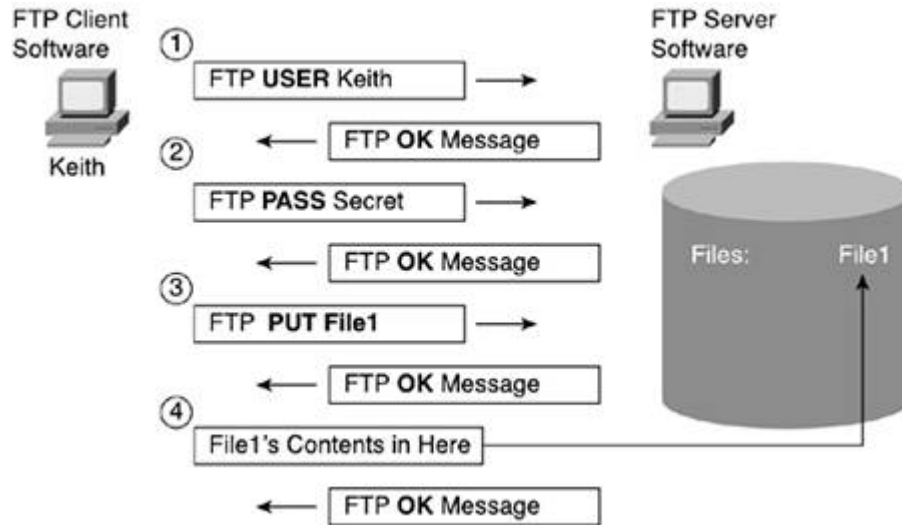 FTP Client
Software
FTP Server
Software
①
FTP USER Keith
FTP OK Message
Keith
②
FTP PASS Secret
FTP OK Message
Files: File1
③
FTP PUT File1
FTP OK Message
④
File1's Contents in Here
FTP OK Message